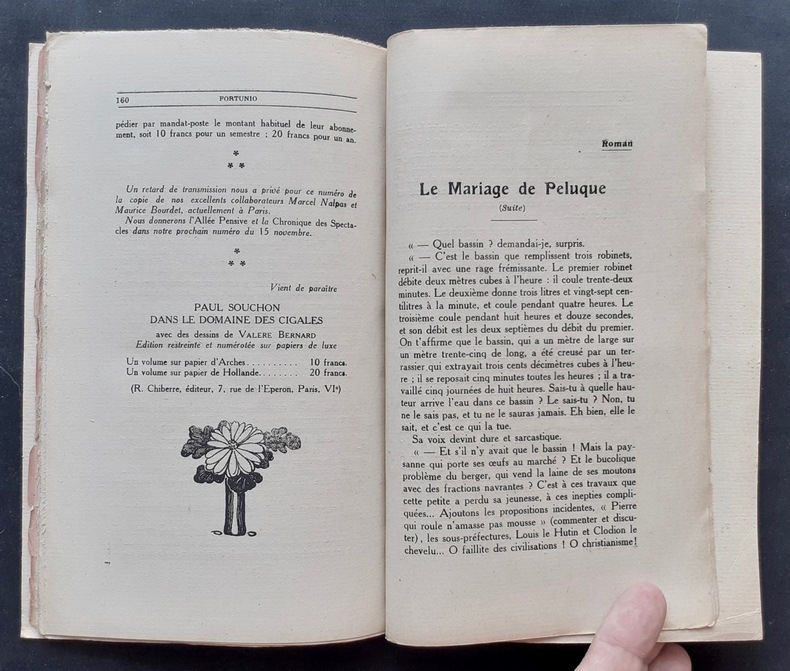 160
FORTUNIO
pédier par mandat-poste le montant habituel de leur abonne-
ment, soit 10 francs pour un semestre ; 20 francs pour un an.
*
* *
Un retard de transmission nous a privé pour ce numéro de
la copie de nos excellents collaborateurs Marcel Nalpas et
Maurice Bourdet, actuellement à Paris.
Nous donnerons l'Allée Pensive et la Chronique des Specta-
cles dans notre prochain numéro du 15 novembre.
*
* *
Vient de paraître
PAUL SOUCHON
DANS LE DOMAINE DES CIGALES
avec des dessins de VALERE BERNARD
Edition restreinte et numérotée sur papiers de luxe
Un volume sur papier d'Arches.......... 10 francs.
Un volume sur papier de Hollande........ 20 francs.
(R. Chiberre, éditeur, 7, rue de l'Eperon, Paris, VIe)
Roman
Le Mariage de Peluque
(Suite)
« — Quel bassin ? demandai-je, surpris.
« — C'est le bassin que remplissent trois robinets,
reprit-il avec une rage frémissante. Le premier robinet
débite deux mètres cubes à l'heure : il coule trente-deux
minutes. Le deuxième donne trois litres et vingt-sept cen-
tilitres à la minute, et coule pendant quatre heures. Le
troisième coule pendant huit heures et douze secondes,
et son débit est les deux septièmes du débit du premier.
On t'affirme que le bassin, qui a un mètre de large sur
un mètre trente-cinq de long, a été creusé par un ter-
rassier qui extrayait trois cents décimètres cubes à l'heu-
re ; il se reposait cinq minutes toutes les heures ; il a tra-
vaillé cinq journées de huit heures. Sais-tu à quelle hau-
teur arrive l'eau dans ce bassin ? Le sais-tu ? Non, tu
ne le sais pas, et tu ne le sauras jamais. Eh bien, elle le
sait, et c'est ce qui la tue.
Sa voix devint dure et sarcastique.
« — Et s'il n'y avait que le bassin ! Mais la pay-
sanne qui porte ses œufs au marché ? Et le bucolique
problème du berger, qui vend la laine de ses moutons
avec des fractions navrantes ? C'est à ces travaux que
cette petite a perdu sa jeunesse, à ces inepties compli-
quées... Ajoutons les propositions incidentes, « Pierre
qui roule n'amasse pas mousse » (commenter et discu-
ter), les sous-préfectures, Louis le Hutin et Clodion le
chevelu... O faillite des civilisations ! O christianisme!